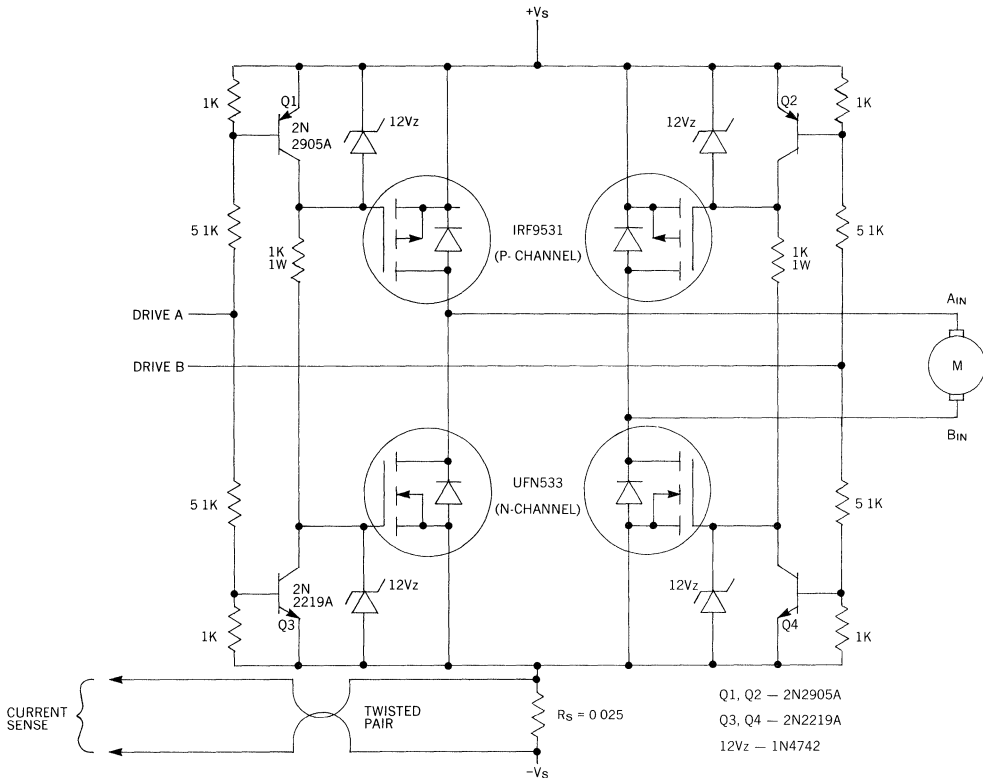 +Vs
1K
Q1
2N
2905A
12Vz
12Vz
Q2
1K
5 1K
1K
1W
IRF9531
(P- CHANNEL)
1K
1W
5 1K
DRIVE A
AIN
DRIVE B
M
BIN
5 1K
UFN533
(N-CHANNEL)
5 1K
2N
2219A
12Vz
12Vz
1K
Q3
Q4
1K
CURRENT
SENSE
TWISTED
PAIR
Rs = 0 025
Q1, Q2 — 2N2905A
Q3, Q4 — 2N2219A
12Vz — 1N4742
−Vs